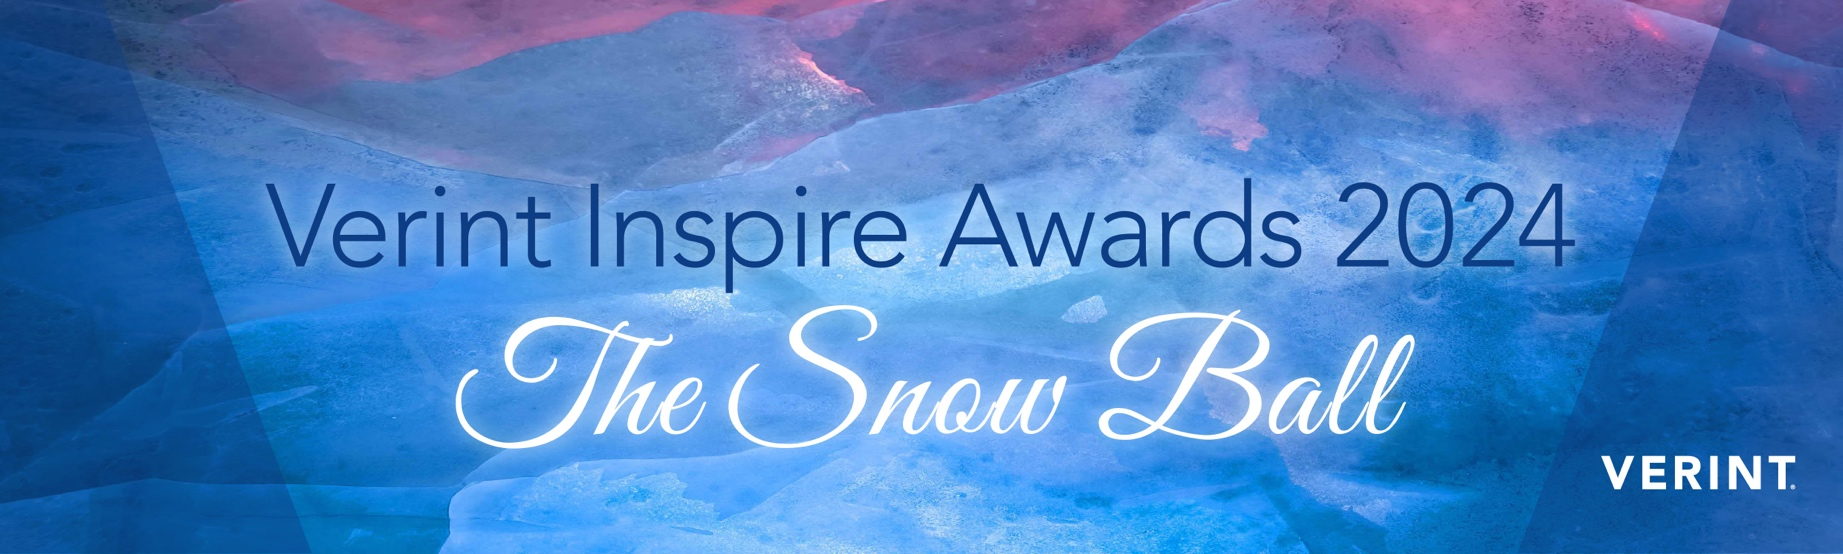 Verint Inspire Awards 2024
The Snow Ball
VERINT®